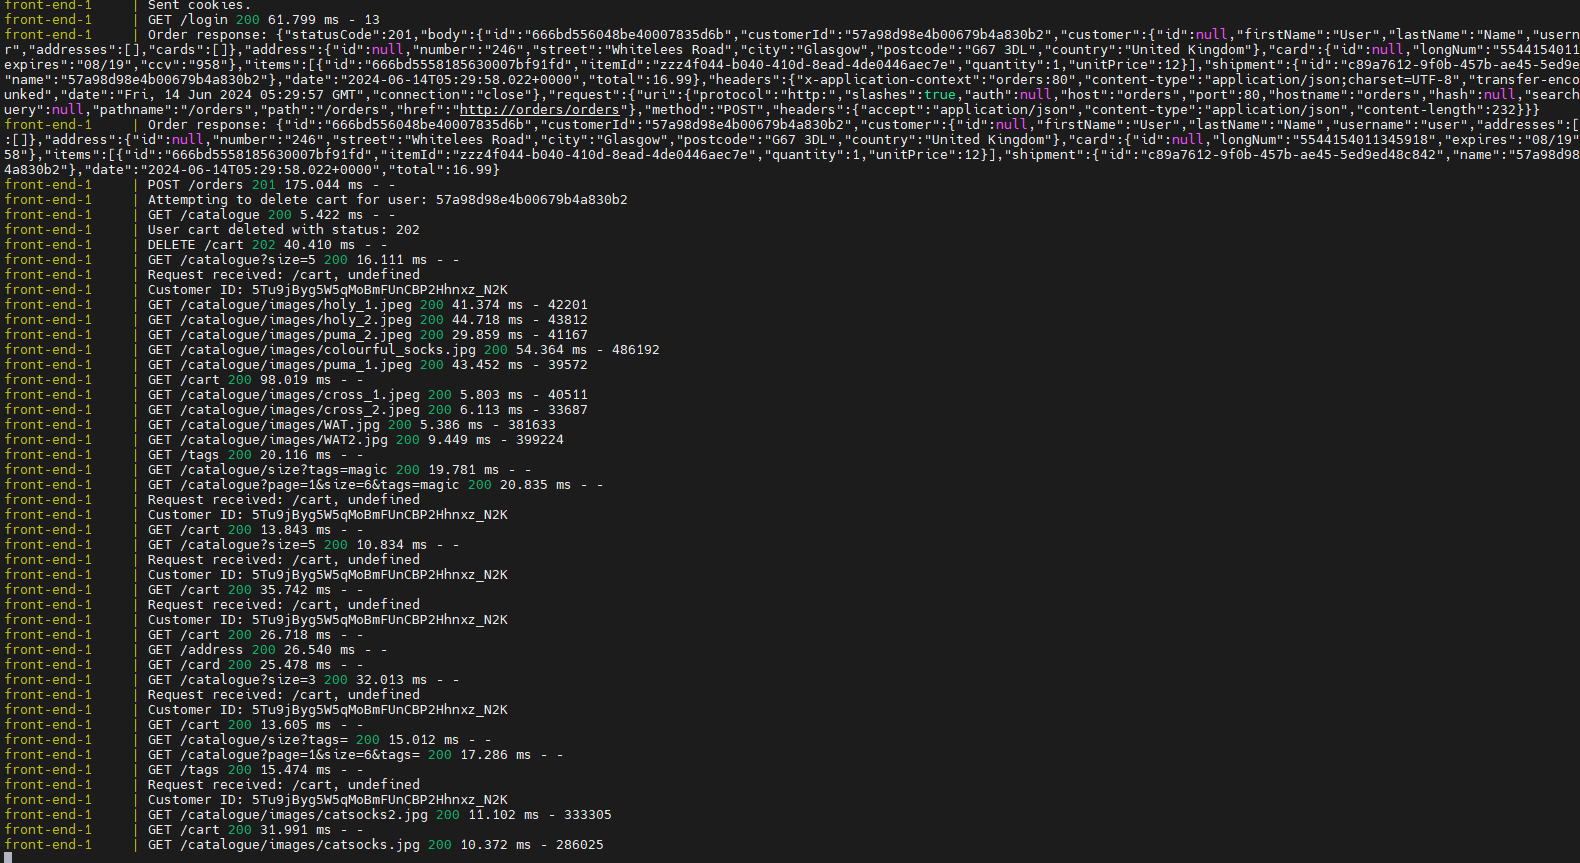 front-end-1     | Sent cookies.
front-end-1     | GET /login 200 61.799 ms - 13
front-end-1     | Order response: {"statusCode":201,"body":{"id":"666bd556048be40007835d6b","customerId":"57a98d98e4b00679b4a830b2","customer":{"id":null,"firstName":"User","lastName":"Name","usern
r","addresses":[],"cards":[]},"address":{"id":null,"number":"246","street":"Whitelees Road","city":"Glasgow","postcode":"G67 3DL","country":"United Kingdom"},"card":{"id":null,"longNum":"5544154011
expires":"08/19","ccv":"958"},"items":[{"id":"666bd5558185630007bf91fd","itemId":"zzz4f044-b040-410d-8ead-4de0446aec7e","quantity":1,"unitPrice":12}],"shipment":{"id":"c89a7612-9f0b-457b-ae45-5ed9e
"name":"57a98d98e4b00679b4a830b2"},"date":"2024-06-14T05:29:58.022+0000","total":16.99},"headers":{"x-application-context":"orders:80","content-type":"application/json;charset=UTF-8","transfer-enco
unked","date":"Fri, 14 Jun 2024 05:29:57 GMT","connection":"close"},"request":{"uri":{"protocol":"http:","slashes":true,"auth":null,"host":"orders","port":80,"hostname":"orders","hash":null,"search
uery":null,"pathname":"/orders","path":"/orders","href":"http://orders/orders"},"method":"POST","headers":{"accept":"application/json","content-type":"application/json","content-length":232}}}
front-end-1     | Order response: {"id":"666bd556048be40007835d6b","customerId":"57a98d98e4b00679b4a830b2","customer":{"id":null,"firstName":"User","lastName":"Name","username":"user","addresses":[
:[]},"address":{"id":null,"number":"246","street":"Whitelees Road","city":"Glasgow","postcode":"G67 3DL","country":"United Kingdom"},"card":{"id":null,"longNum":"5544154011345918","expires":"08/19"
58"},"items":[{"id":"666bd5558185630007bf91fd","itemId":"zzz4f044-b040-410d-8ead-4de0446aec7e","quantity":1,"unitPrice":12}],"shipment":{"id":"c89a7612-9f0b-457b-ae45-5ed9ed48c842","name":"57a98d98
4a830b2"},"date":"2024-06-14T05:29:58.022+0000","total":16.99}
front-end-1     | POST /orders 201 175.044 ms - -
front-end-1     | Attempting to delete cart for user: 57a98d98e4b00679b4a830b2
front-end-1     | GET /catalogue 200 5.422 ms - -
front-end-1     | User cart deleted with status: 202
front-end-1     | DELETE /cart 202 40.410 ms - -
front-end-1     | GET /catalogue?size=5 200 16.111 ms - -
front-end-1     | Request received: /cart, undefined
front-end-1     | Customer ID: 5Tu9jByg5W5qMoBmFUnCBP2Hhnxz_N2K
front-end-1     | GET /catalogue/images/holy_1.jpeg 200 41.374 ms - 42201
front-end-1     | GET /catalogue/images/holy_2.jpeg 200 44.718 ms - 43812
front-end-1     | GET /catalogue/images/puma_2.jpeg 200 29.859 ms - 41167
front-end-1     | GET /catalogue/images/colourful_socks.jpg 200 54.364 ms - 486192
front-end-1     | GET /catalogue/images/puma_1.jpeg 200 43.452 ms - 39572
front-end-1     | GET /cart 200 98.019 ms - -
front-end-1     | GET /catalogue/images/cross_1.jpeg 200 5.803 ms - 40511
front-end-1     | GET /catalogue/images/cross_2.jpeg 200 6.113 ms - 33687
front-end-1     | GET /catalogue/images/WAT.jpg 200 5.386 ms - 381633
front-end-1     | GET /catalogue/images/WAT2.jpg 200 9.449 ms - 399224
front-end-1     | GET /tags 200 20.116 ms - -
front-end-1     | GET /catalogue/size?tags=magic 200 19.781 ms - -
front-end-1     | GET /catalogue?page=1&size=6&tags=magic 200 20.835 ms - -
front-end-1     | Request received: /cart, undefined
front-end-1     | Customer ID: 5Tu9jByg5W5qMoBmFUnCBP2Hhnxz_N2K
front-end-1     | GET /cart 200 13.843 ms - -
front-end-1     | GET /catalogue?size=5 200 10.834 ms - -
front-end-1     | Request received: /cart, undefined
front-end-1     | Customer ID: 5Tu9jByg5W5qMoBmFUnCBP2Hhnxz_N2K
front-end-1     | GET /cart 200 35.742 ms - -
front-end-1     | Request received: /cart, undefined
front-end-1     | Customer ID: 5Tu9jByg5W5qMoBmFUnCBP2Hhnxz_N2K
front-end-1     | GET /cart 200 26.718 ms - -
front-end-1     | GET /address 200 26.540 ms - -
front-end-1     | GET /card 200 25.478 ms - -
front-end-1     | GET /catalogue?size=3 200 32.013 ms - -
front-end-1     | Request received: /cart, undefined
front-end-1     | Customer ID: 5Tu9jByg5W5qMoBmFUnCBP2Hhnxz_N2K
front-end-1     | GET /cart 200 13.605 ms - -
front-end-1     | GET /catalogue/size?tags= 200 15.012 ms - -
front-end-1     | GET /catalogue?page=1&size=6&tags= 200 17.286 ms - -
front-end-1     | GET /tags 200 15.474 ms - -
front-end-1     | Request received: /cart, undefined
front-end-1     | Customer ID: 5Tu9jByg5W5qMoBmFUnCBP2Hhnxz_N2K
front-end-1     | GET /catalogue/images/catsocks2.jpg 200 11.102 ms - 333305
front-end-1     | GET /cart 200 31.991 ms - -
front-end-1     | GET /catalogue/images/catsocks.jpg 200 10.372 ms - 286025